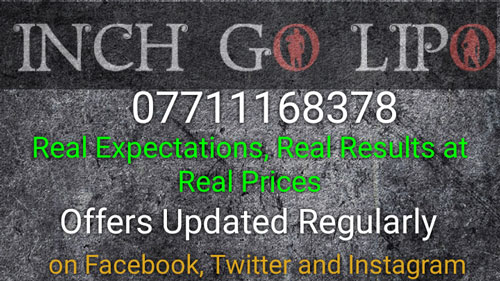 INCH GO LIPO
07711168378
Real Expectations, Real Results at
Real Prices
Offers Updated Regularly
on Facebook, Twitter and Instagram